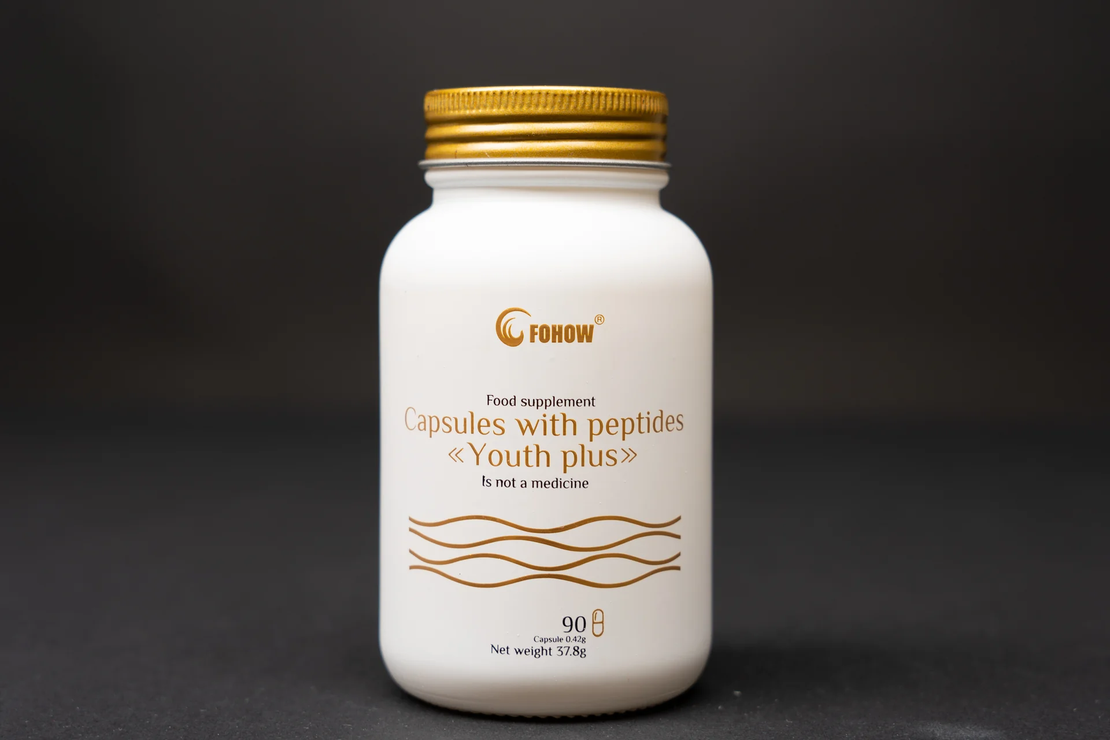 FOHOW®
Food supplement
Capsules with peptides
«Youth plus»
Is not a medicine
90
Capsule 0.42g
Net weight 37.8g